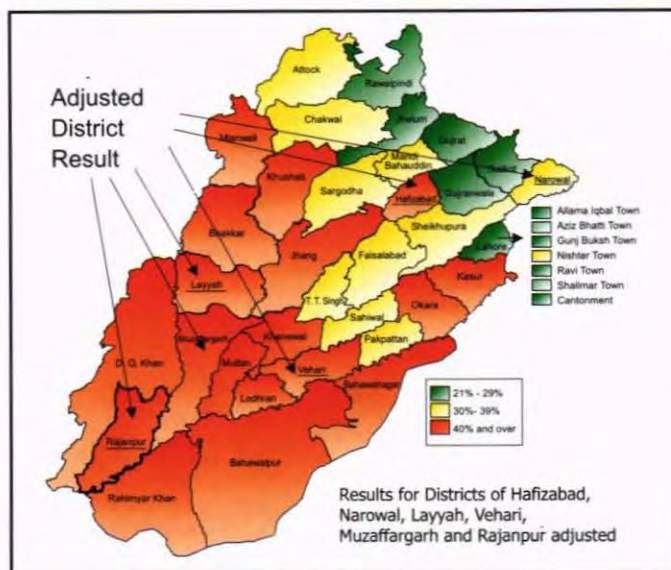 Adjusted
District
Result
Attock
Rawalpindi
Chakwal
Jhelum
Gujrat
Mianwali
Mandi
Bahauddin
Narowal
Khushab
Sargodha
Hafizabad
Gujranwala
Sheikhupura
Bhakkar
Jhang
Faisalabad
Lahore
Kasur
Layyah
T. T. Singh
Okara
Sahiwal
Pakpattan
D. G. Khan
Muzaffargarh
Khanewal
Multan
Vehari
Lodhran
Bahawalnagar
Rajanpur
Bahawalpur
Rahimyar Khan
Allama Iqbal Town
Aziz Bhatti Town
Gunj Buksh Town
Nishter Town
Ravi Town
Shalimar Town
Cantonment
21% - 29%
30%- 39%
40% and over
Results for Districts of Hafizabad,
Narowal, Layyah, Vehari,
Muzaffargarh and Rajanpur adjusted